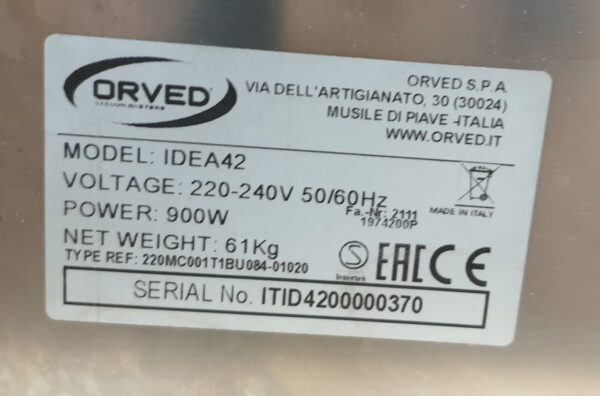 ORVED
VACUUM MASTERS
ORVED S.P.A.
VIA DELL'ARTIGIANATO, 30 (30024)
MUSILE DI PIAVE -ITALIA
WWW.ORVED.IT
MODEL: IDEA42
VOLTAGE: 220-240V 50/60Hz
POWER: 900W
Fa.-Nr: 2111
1974200P
MADE IN ITALY
NET WEIGHT: 61Kg
TYPE REF: 220MC001T1BU084-01020
S
Intertek
EAC CE
SERIAL No. ITID4200000370